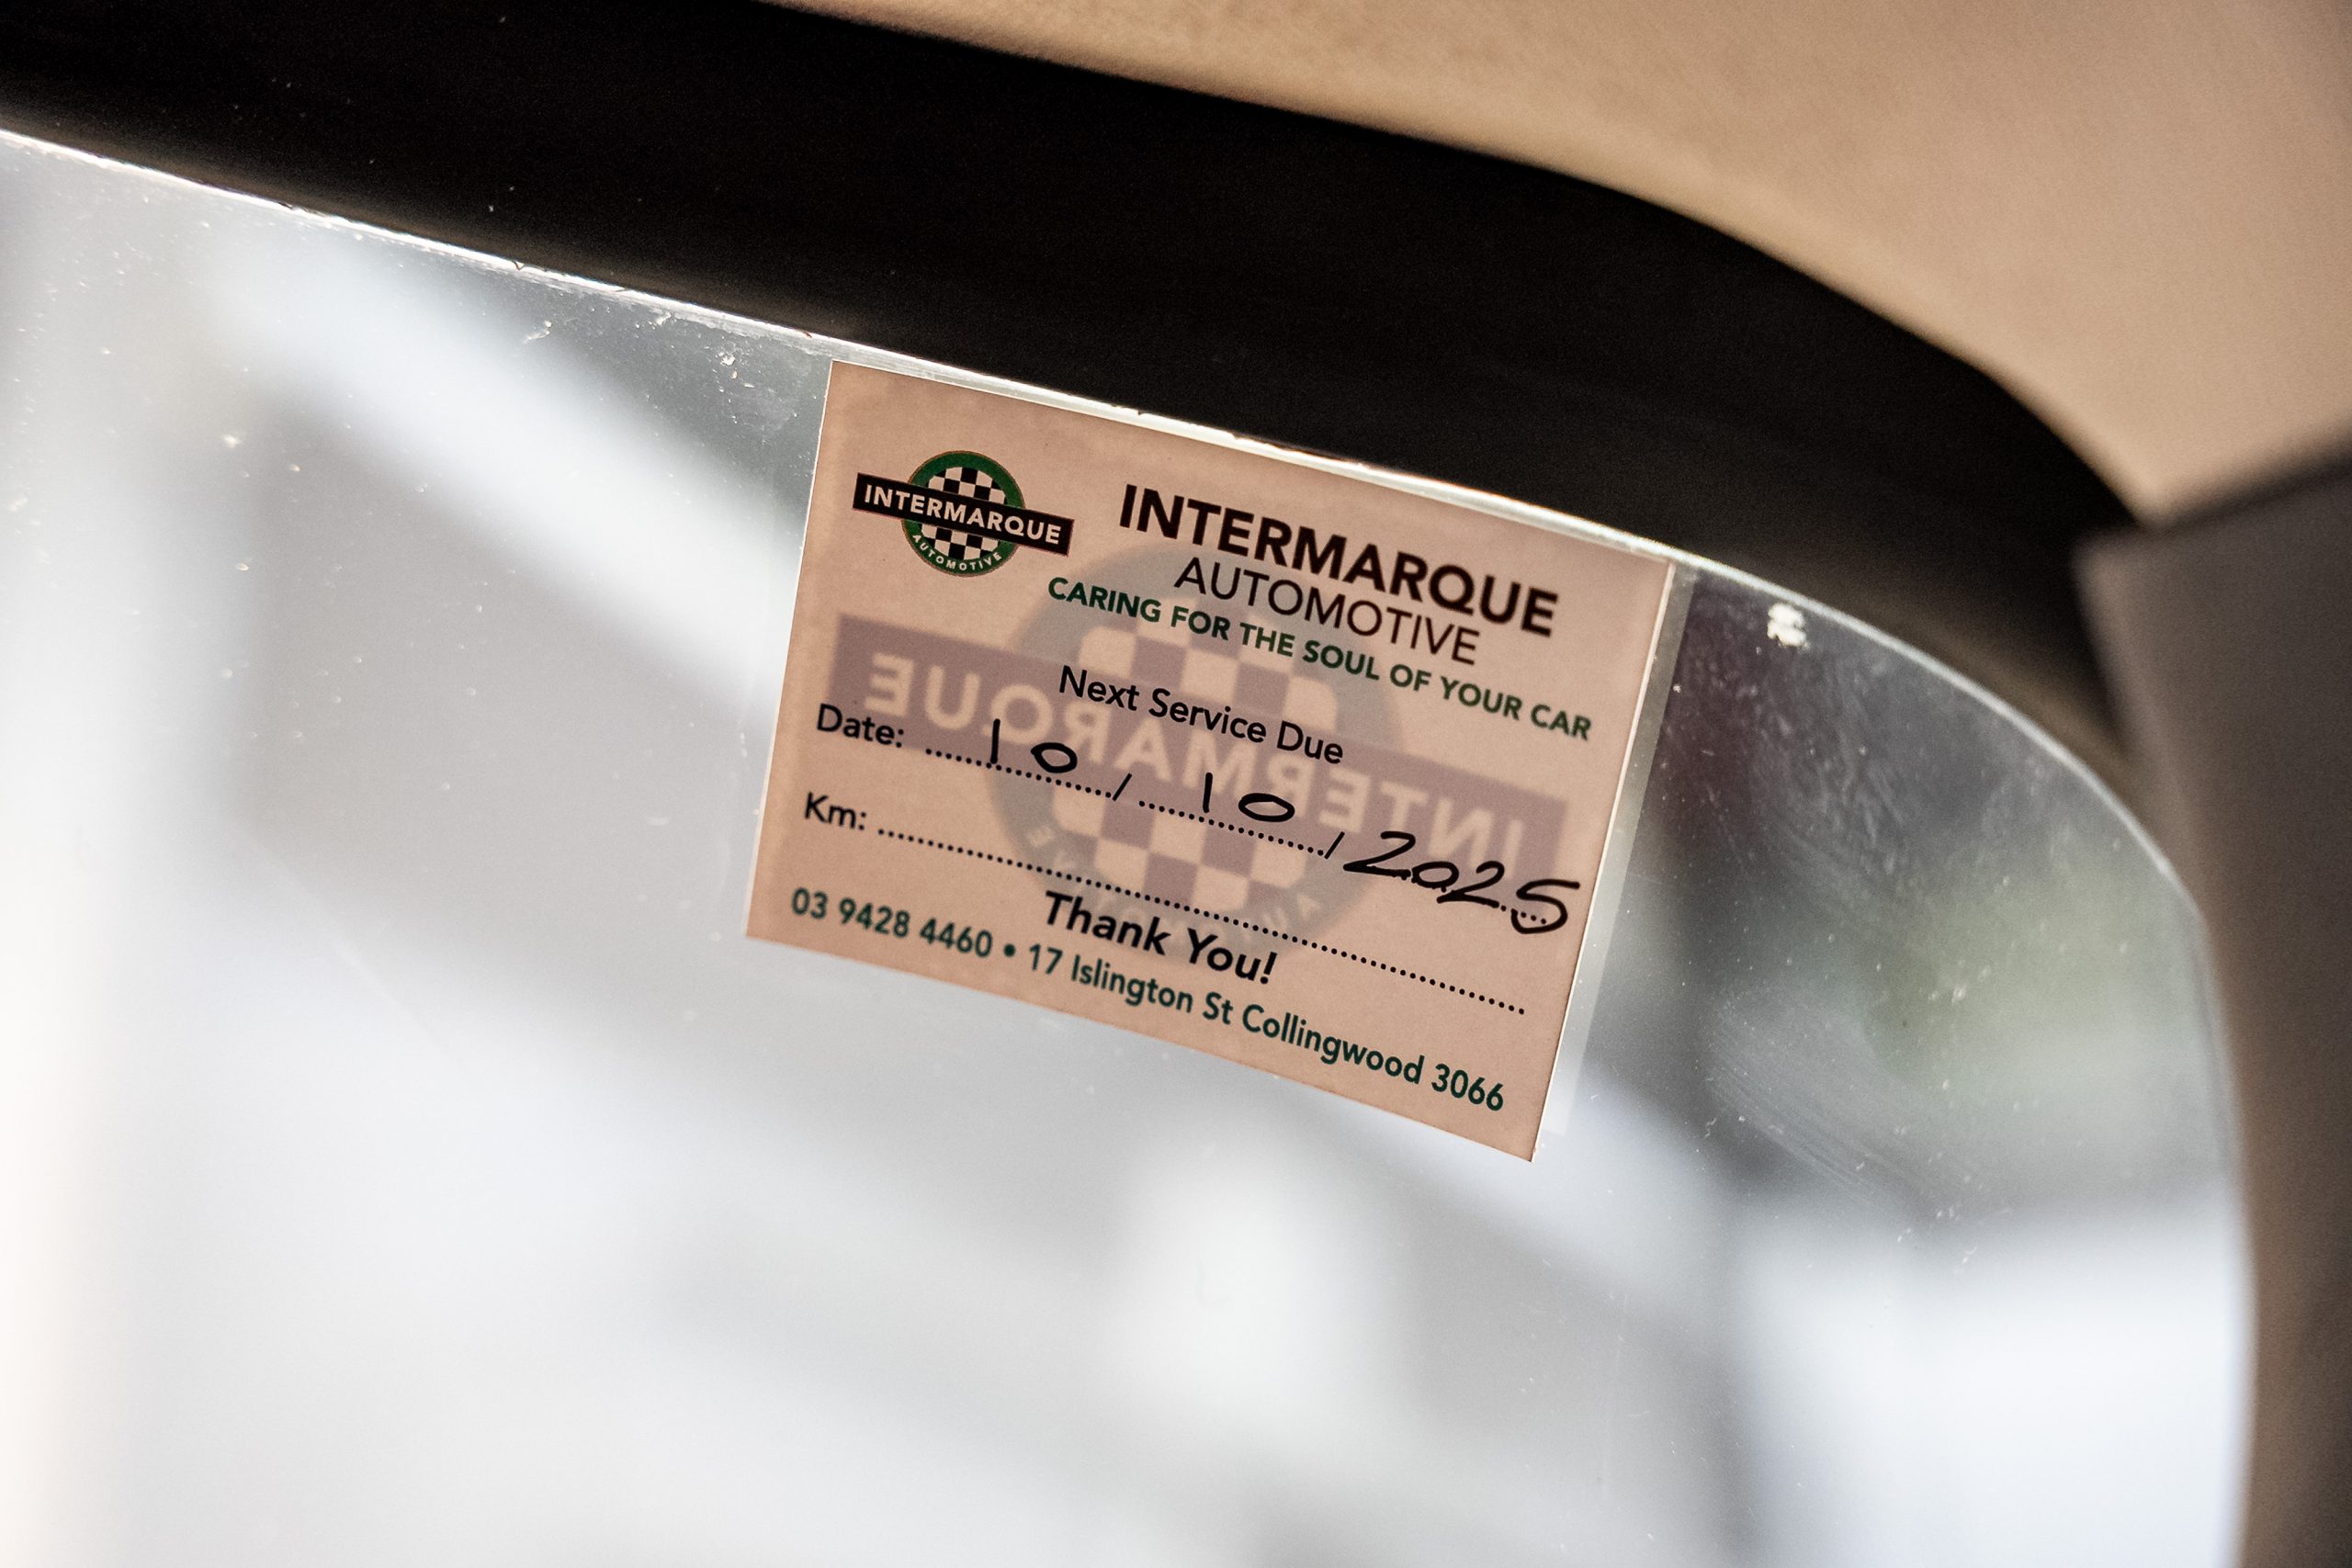 INTERMARQUE
AUTOMOTIVE
INTERMARQUE
AUTOMOTIVE
CARING FOR THE SOUL OF YOUR CAR
Next Service Due
Date: 10 / 10 / 2025
Km:
Thank You!
03 9428 4460 • 17 Islington St Collingwood 3066
INTERMARQUE